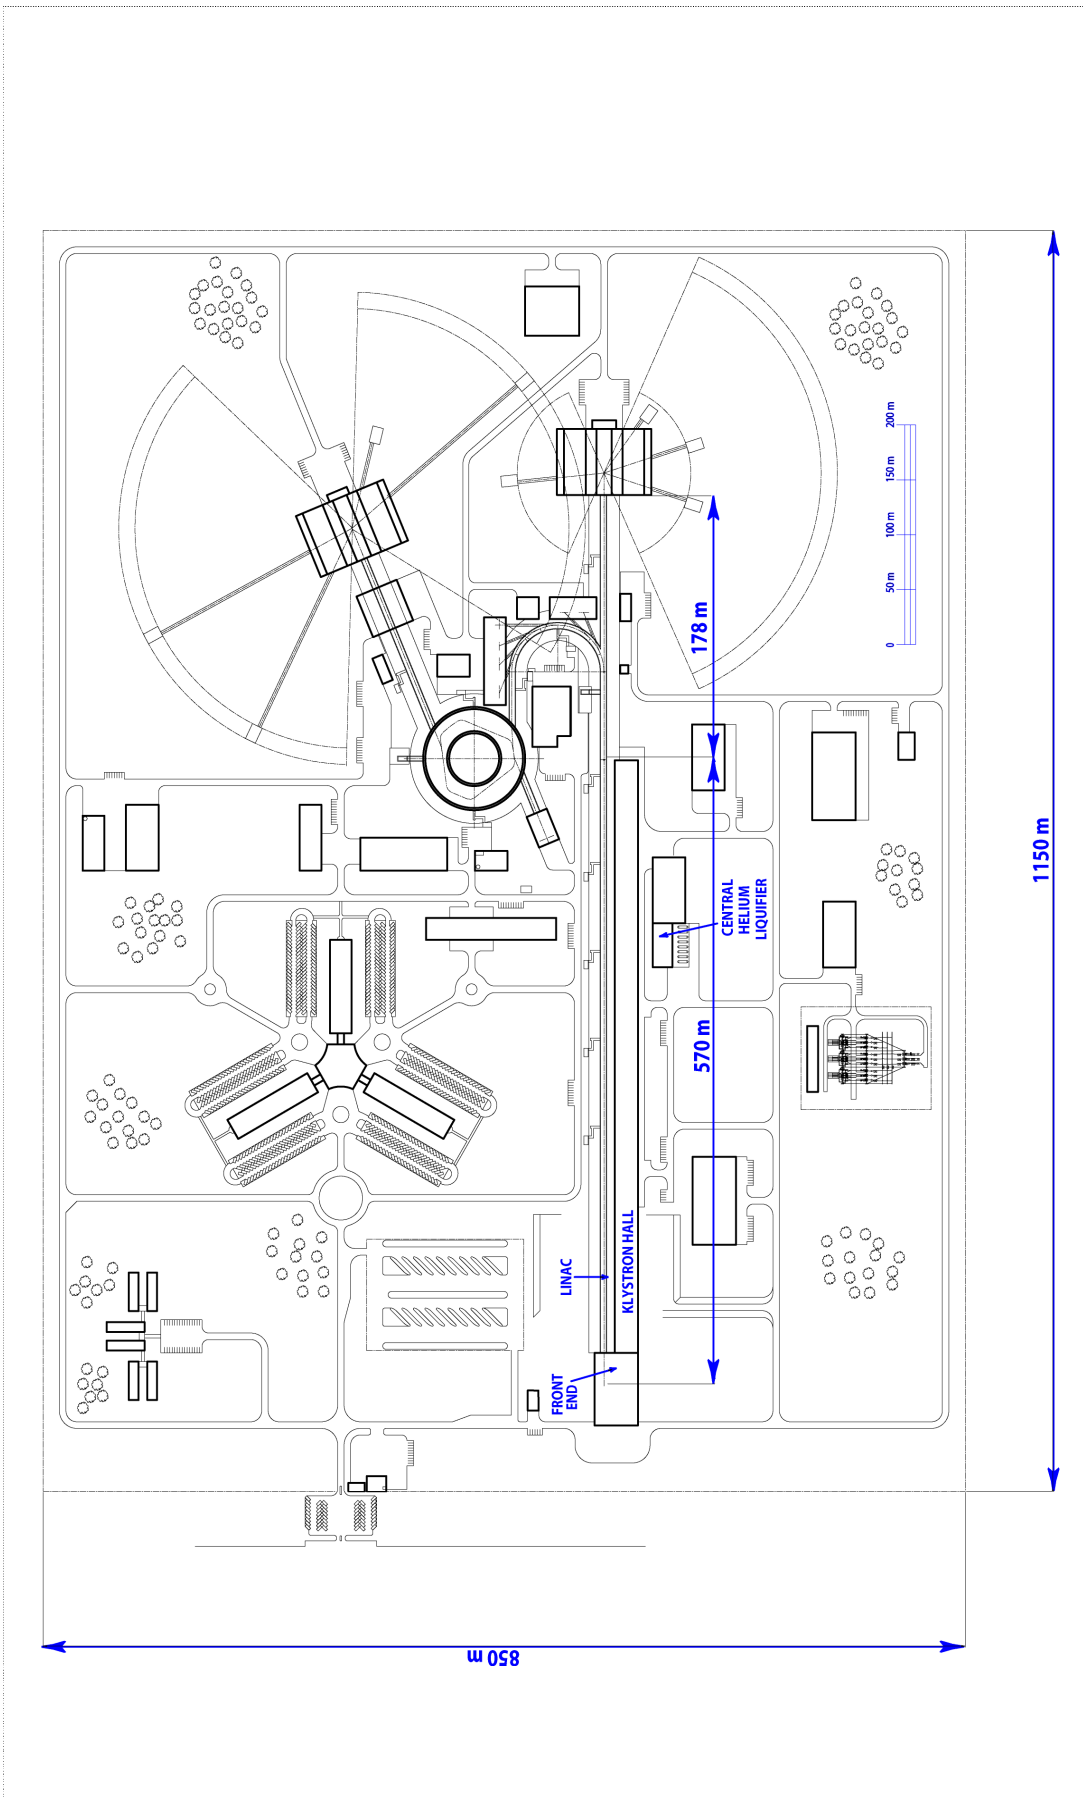 200 m
150 m
100 m
50 m
0
178 m
1150 m
CENTRAL
HELIUM
LIQUIFIER
570 m
KLYSTRON HALL
LINAC
FRONT
END
850 m